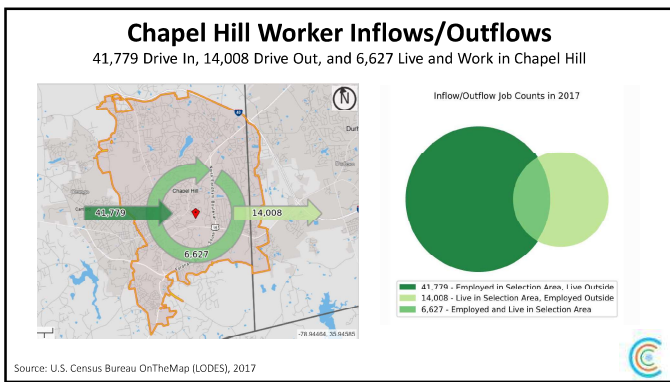 Chapel Hill Worker Inflows/Outflows
41,779 Drive In, 14,008 Drive Out, and 6,627 Live and Work in Chapel Hill
N
Chapel Hill
41,779
14,008
6,627
-78.94464, 35.94585
Inflow/Outflow Job Counts in 2017
41,779 - Employed in Selection Area, Live Outside
14,008 - Live in Selection Area, Employed Outside
6,627 - Employed and Live in Selection Area
Source: U.S. Census Bureau OnTheMap (LODES), 2017